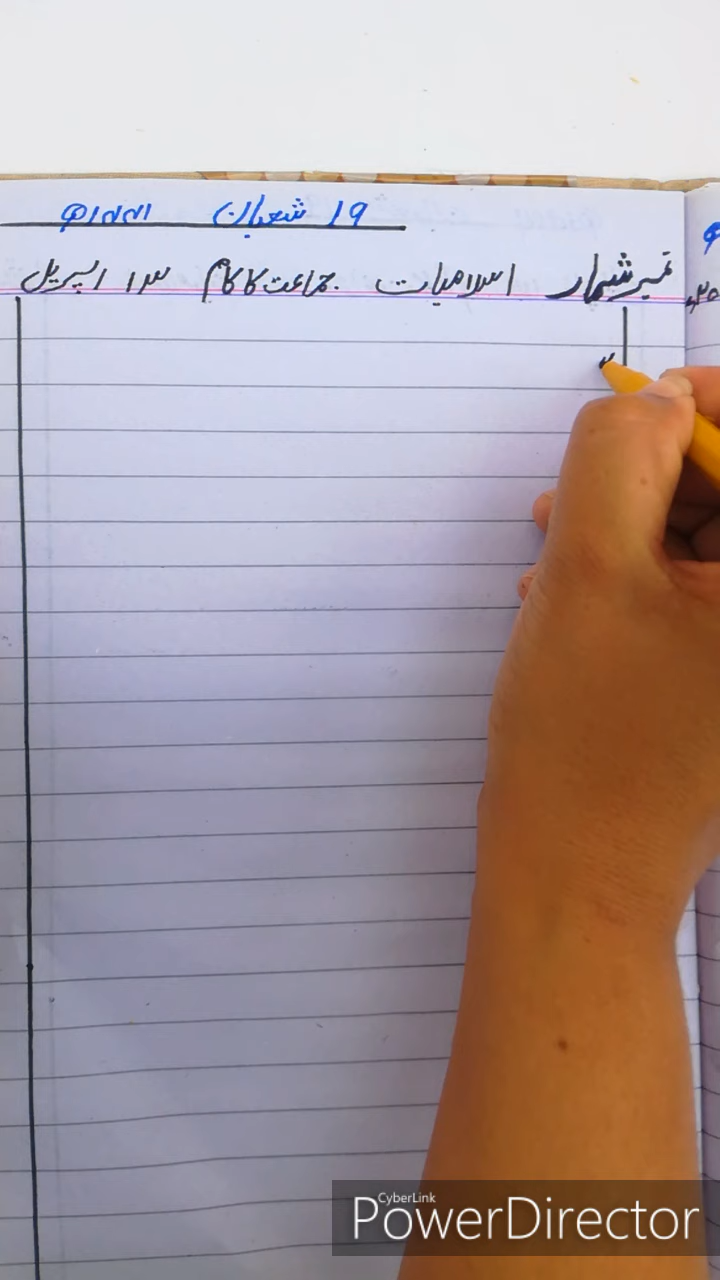 ۱۹ شعبان ۱۴۴۱ھ
نمبر شمار اسلامیات جماعت کا کام ۱۳ اپریل
CyberLink
PowerDirector